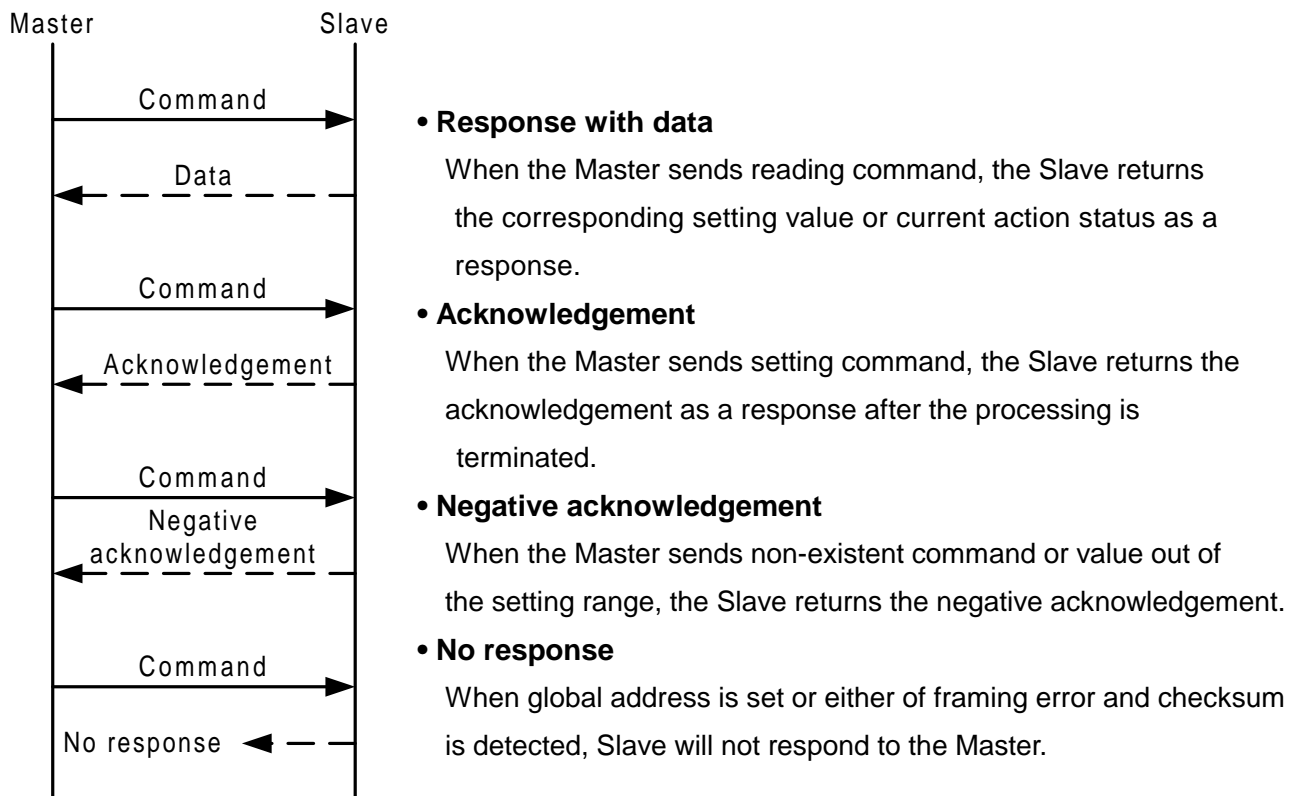 Master
Slave
Command
Data
Command
Acknowledgement
Command
Negative
acknowledgement
Command
No response
• Response with data
When the Master sends reading command, the Slave returns
the corresponding setting value or current action status as a
response.
• Acknowledgement
When the Master sends setting command, the Slave returns the
acknowledgement as a response after the processing is
terminated.
• Negative acknowledgement
When the Master sends non-existent command or value out of
the setting range, the Slave returns the negative acknowledgement.
• No response
When global address is set or either of framing error and checksum
is detected, Slave will not respond to the Master.